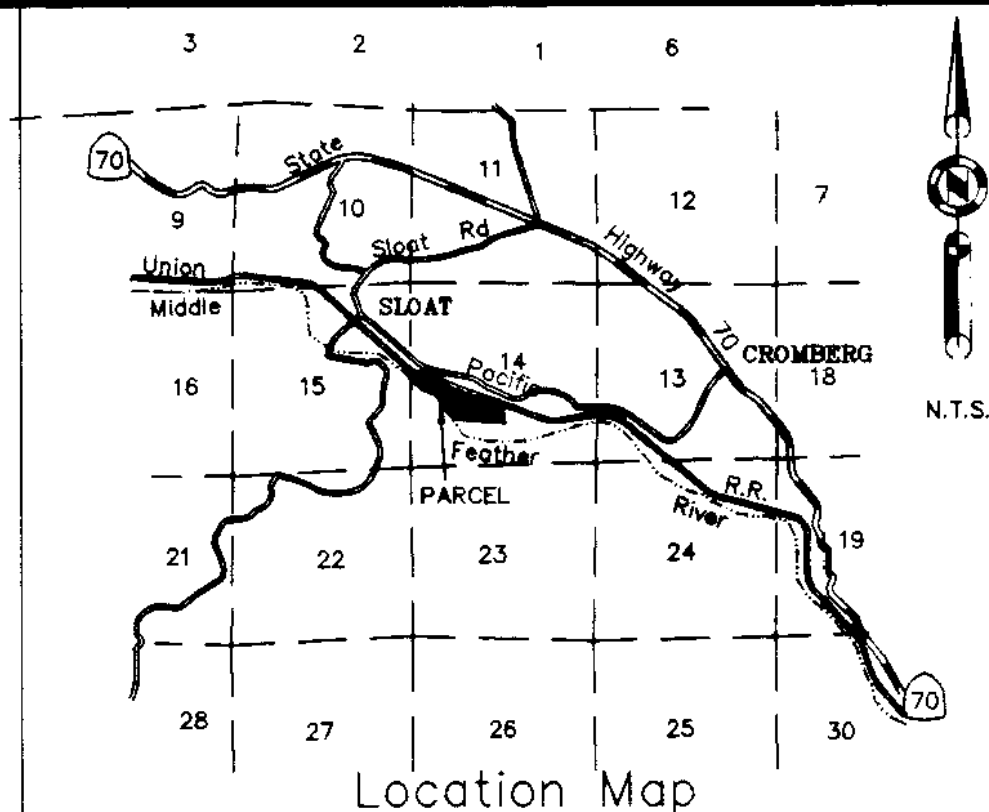 3 2 1 6
70 State 11 12 7
9 10 Sloat Rd Highway
N
Union
Middle SLOAT 70 CROMBERG
16 15 14 Pacific 13 18
N.T.S.
Feather
PARCEL R.R.
River
21 22 23 24 19
28 27 26 25 30 70
Location Map